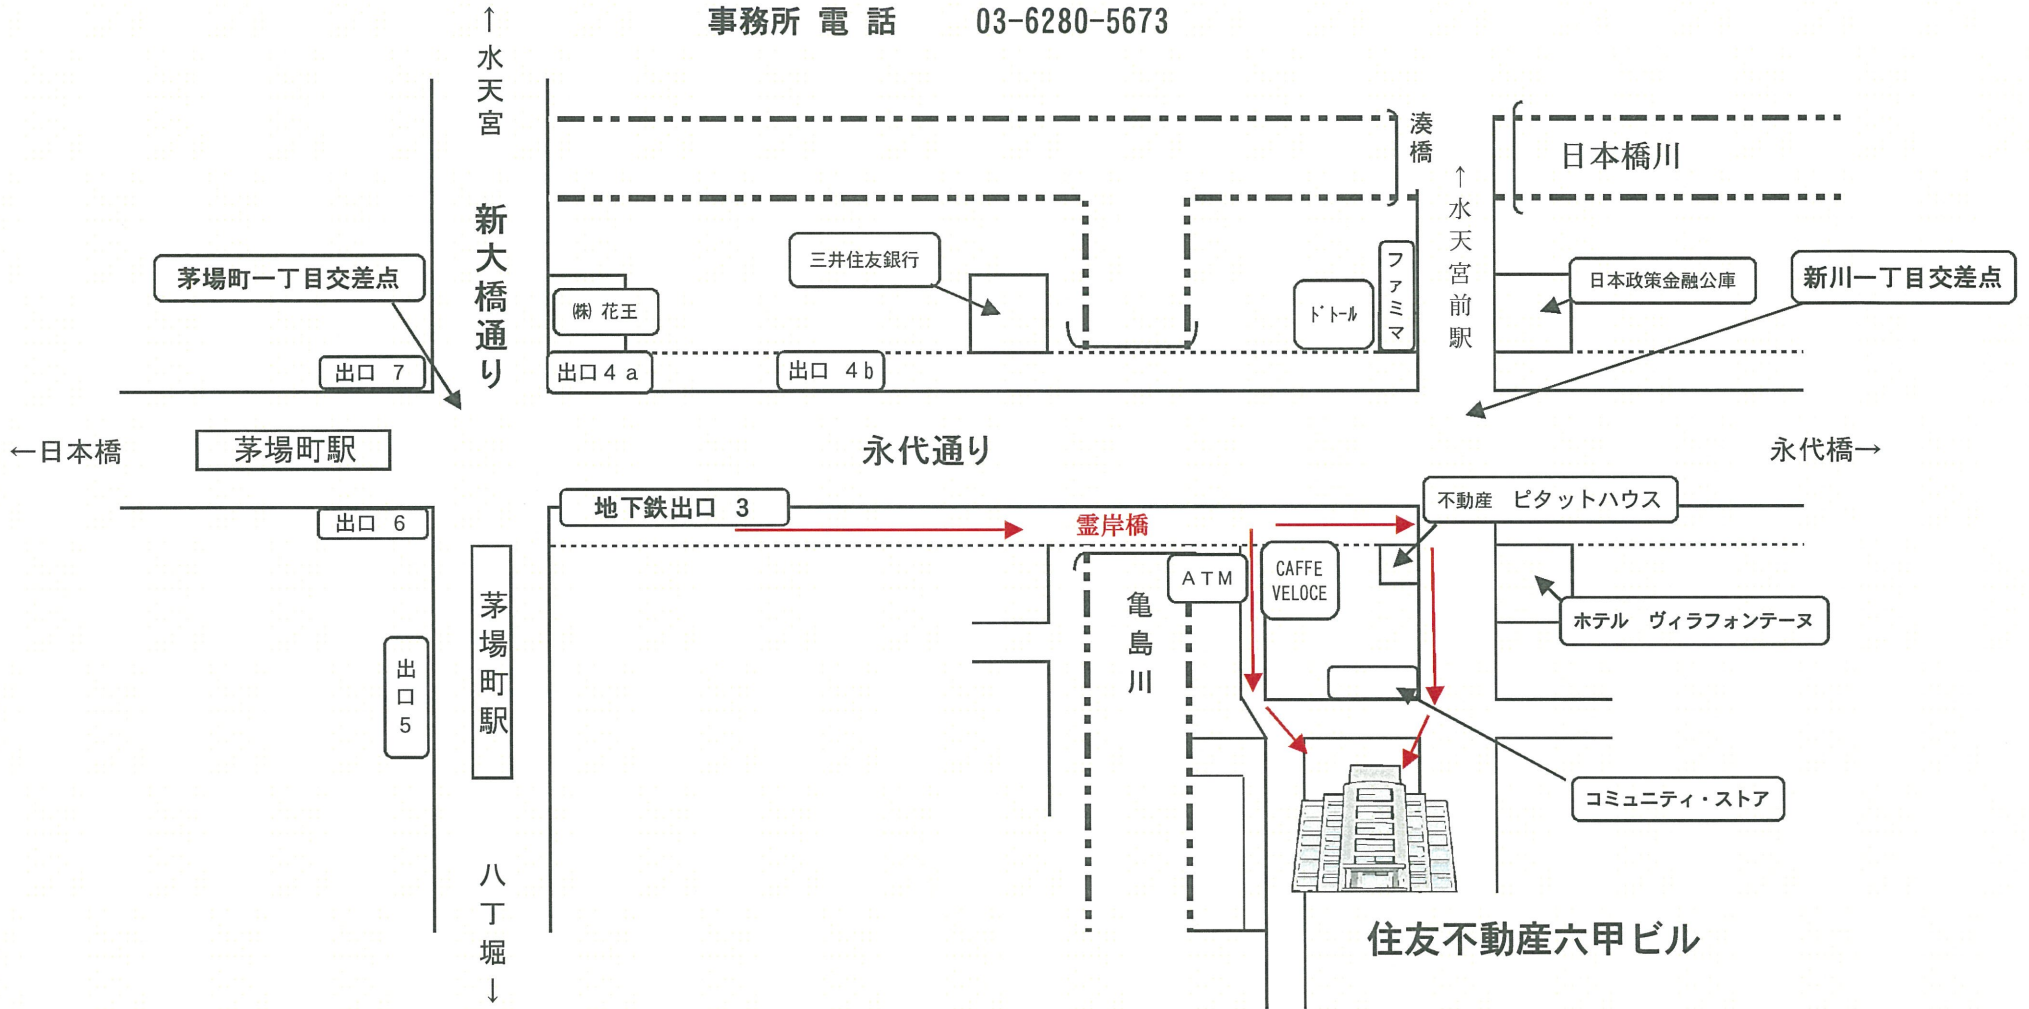 事務所 電 話 03-6280-5673
↑水天宮
新大橋通り
湊橋
↑水天宮前駅
日本橋川
茅場町一丁目交差点
三井住友銀行
㈱ 花王
ﾄﾞﾄｰﾙ
ファミマ
日本政策金融公庫
新川一丁目交差点
出口 7
出口4a
出口 4b
←日本橋
茅場町駅
永代通り
永代橋→
地下鉄出口 3
不動産 ピタットハウス
出口 6
霊岸橋
ATM
CAFFE
VELOCE
亀島川
ホテル ヴィラフォンテーヌ
茅場町駅
出口5
コミュニティ・ストア
八丁堀↓
住友不動産六甲ビル